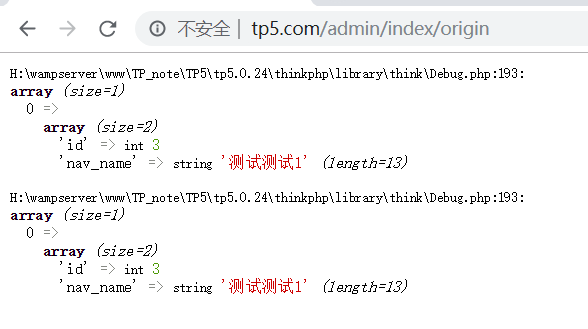 不安全 | tp5.com/admin/index/origin
H:\wampserver\www\TP_note\TP5\tp5.0.24\thinkphp\library\think\Debug.php:193:
array (size=1)
0 =>
array (size=2)
'id' => int 3
'nav_name' => string '测试测试1' (length=13)
H:\wampserver\www\TP_note\TP5\tp5.0.24\thinkphp\library\think\Debug.php:193:
array (size=1)
0 =>
array (size=2)
'id' => int 3
'nav_name' => string '测试测试1' (length=13)